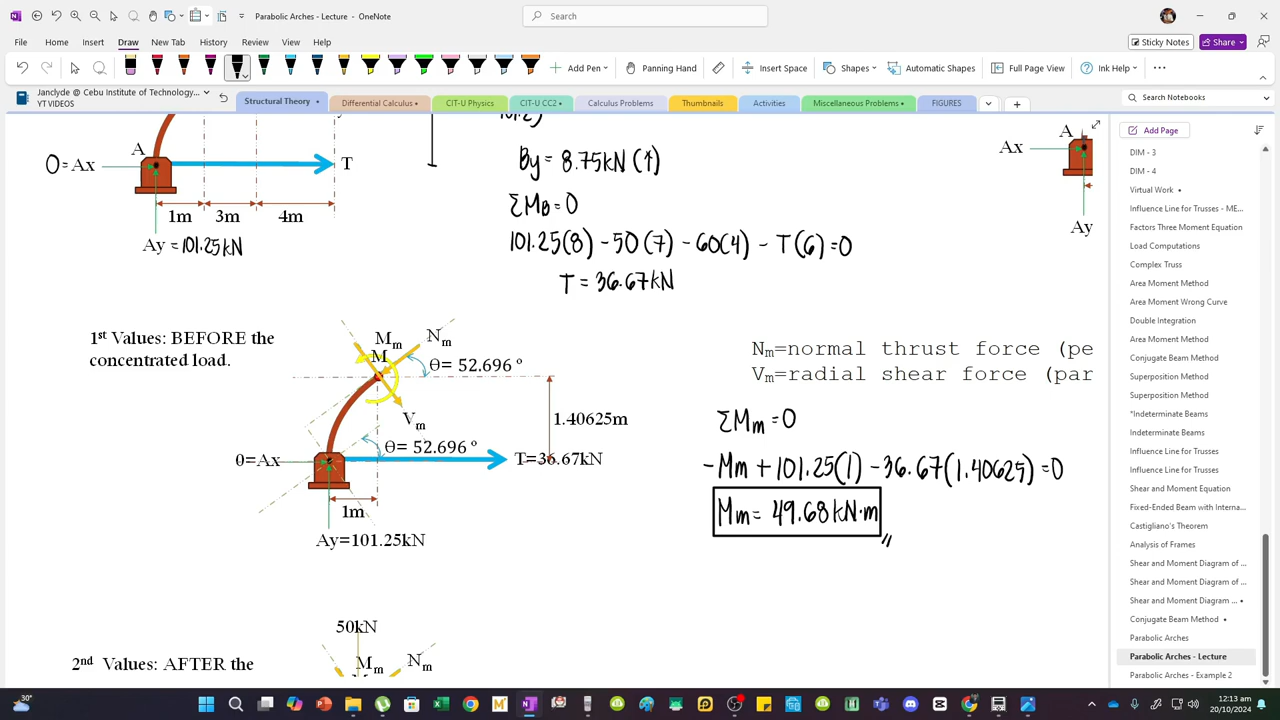 Parabolic Arches - Lecture - OneNote
Search
File Home Insert Draw New Tab History Review View Help
Sticky Notes
Share
Add Pen
Panning Hand
Insert Space
Shapes
Automatic Shapes
Full Page View
Ink Help
Janclyde @ Cebu Institute of Technology...
YT VIDEOS
Structural Theory
Differential Calculus
CIT-U Physics
CIT-U CC2
Calculus Problems
Thumbnails
Activities
Miscellaneous Problems
FIGURES
Search Notebooks
A
0=Ax
T
1m 3m 4m
Ay = 101.25kN
By = 8.75kN (↑)
ΣMB = 0
101.25(8) - 50(7) - 60(4) - T(6) = 0
T = 36.67kN
A
Ax
Ay
1st Values: BEFORE the
concentrated load.
Mm
Nm
M
Θ= 52.696 º
Vm
1.40625m
Θ= 52.696 º
0=Ax
T=36.67kN
1m
Ay=101.25kN
Nm=normal thrust force (pe
Vm=radial shear force (par
ΣMm = 0
-Mm + 101.25(1) - 36.67(1.40625) = 0
Mm = 49.68kN·m
50kN
2nd Values: AFTER the
Mm
Nm
Add Page
DIM - 3
DIM - 4
Virtual Work
Influence Line for Trusses - ME...
Factors Three Moment Equation
Load Computations
Complex Truss
Area Moment Method
Area Moment Wrong Curve
Double Integration
Area Moment Method
Conjugate Beam Method
Superposition Method
Superposition Method
*Indeterminate Beams
Indeterminate Beams
Influence Line for Trusses
Influence Line for Trusses
Shear and Moment Equation
Fixed-Ended Beam with Interna...
Castigliano's Theorem
Analysis of Frames
Shear and Moment Diagram of ...
Shear and Moment Diagram of ...
Shear and Moment Diagram ...
Conjugate Beam Method
Parabolic Arches
Parabolic Arches - Lecture
Parabolic Arches - Example 2
30°
12:13 am
20/10/2024